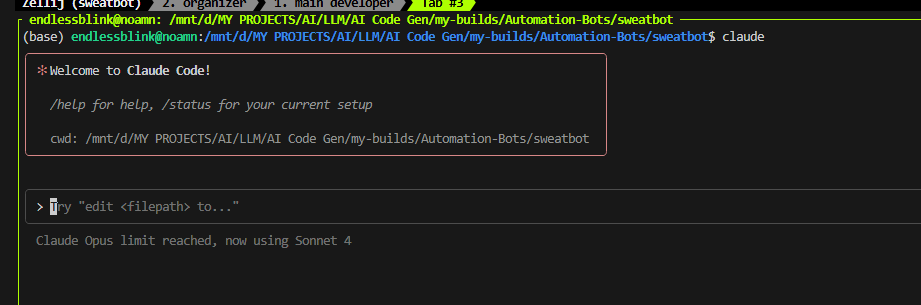 Zellij (sweatbot) 2. organizer 1. main developer Tab #3
endlessblink@noamn: /mnt/d/MY PROJECTS/AI/LLM/AI Code Gen/my-builds/Automation-Bots/sweatbot
(base) endlessblink@noamn:/mnt/d/MY PROJECTS/AI/LLM/AI Code Gen/my-builds/Automation-Bots/sweatbot$ claude
* Welcome to Claude Code!
/help for help, /status for your current setup
cwd: /mnt/d/MY PROJECTS/AI/LLM/AI Code Gen/my-builds/Automation-Bots/sweatbot
> Try "edit <filepath> to..."
Claude Opus limit reached, now using Sonnet 4